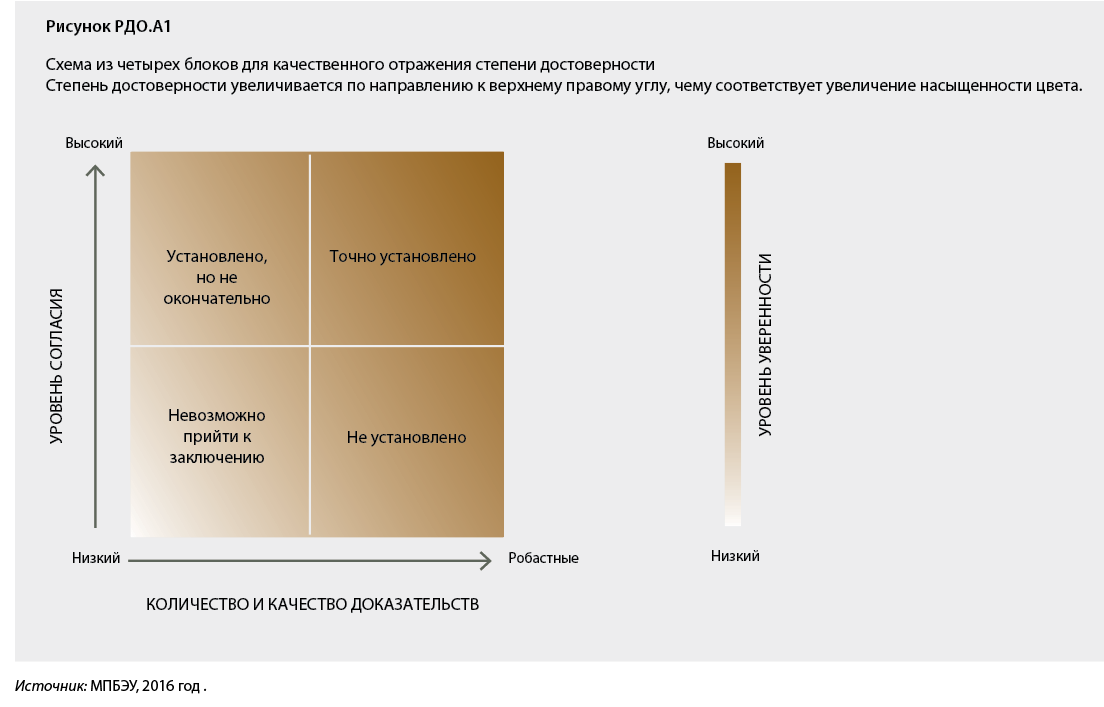 Рисунок РДО.A1
Схема из четырех блоков для качественного отражения степени достоверности
Степень достоверности увеличивается по направлению к верхнему правому углу, чему соответствует увеличение насыщенности цвета.
Высокий
УРОВЕНЬ СОГЛАСИЯ
Установлено,
но не
окончательно
Точно установлено
Невозможно
прийти к
заключению
Не установлено
Низкий
Робастные
КОЛИЧЕСТВО И КАЧЕСТВО ДОКАЗАТЕЛЬСТВ
Высокий
УРОВЕНЬ УВЕРЕННОСТИ
Низкий
Источник: МПБЭУ, 2016 год .